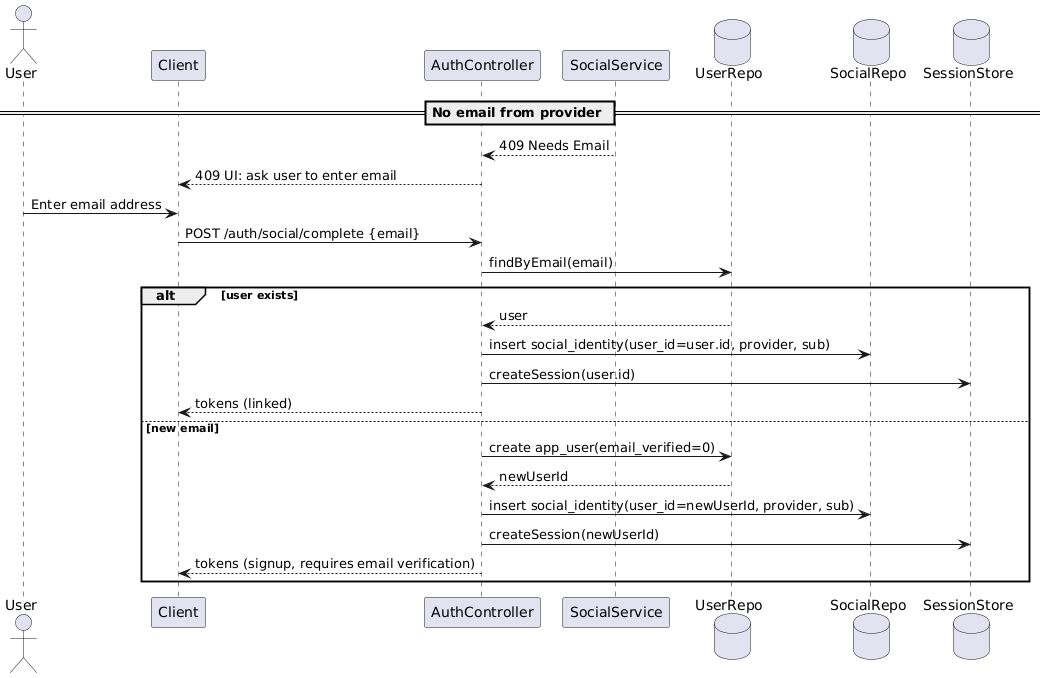 User
Client
AuthController
SocialService
UserRepo
SocialRepo
SessionStore
No email from provider
409 Needs Email
409 UI: ask user to enter email
Enter email address
POST /auth/social/complete {email}
findByEmail(email)
alt
[user exists]
user
insert social_identity(user_id=user.id, provider, sub)
createSession(user.id)
tokens (linked)
[new email]
create app_user(email_verified=0)
newUserId
insert social_identity(user_id=newUserId, provider, sub)
createSession(newUserId)
tokens (signup, requires email verification)
User
Client
AuthController
SocialService
UserRepo
SocialRepo
SessionStore